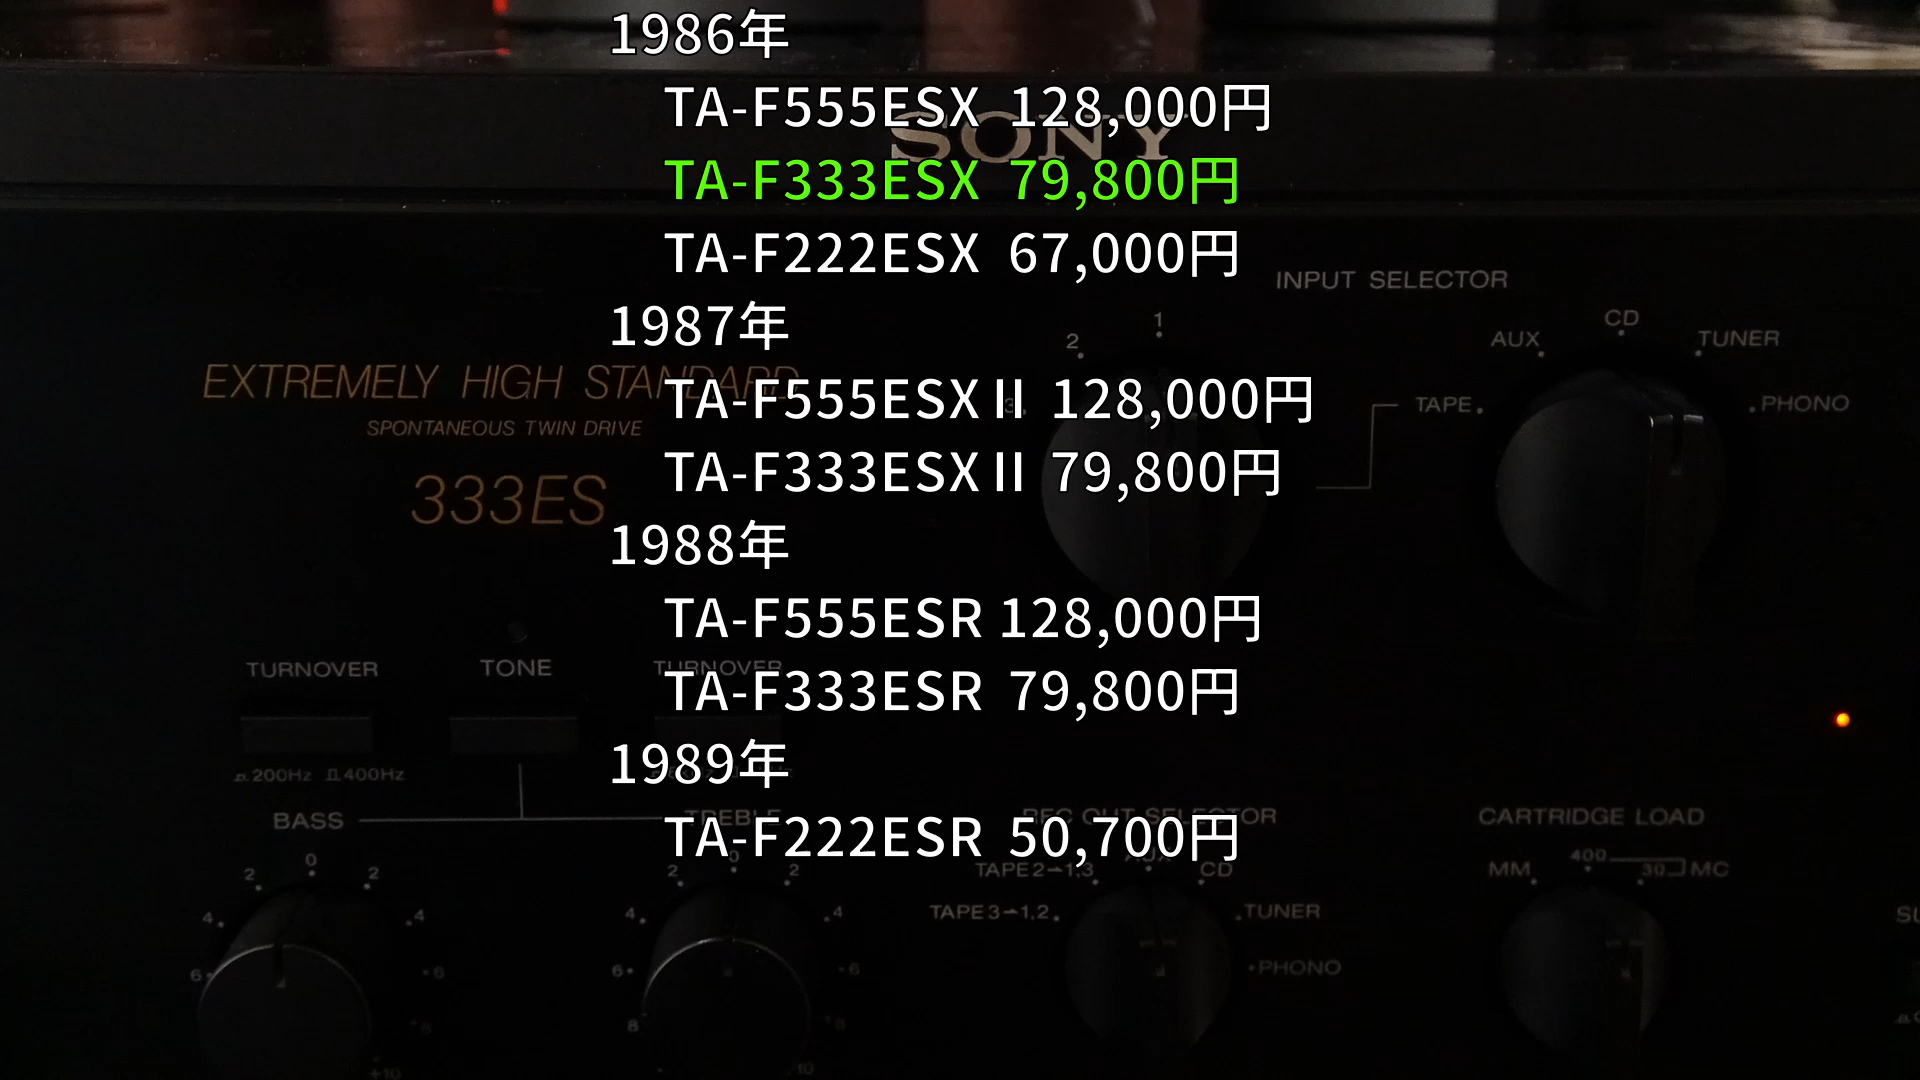 1986年
TA-F555ESX 128,000円
SONY
TA-F333ESX 79,800円
TA-F222ESX 67,000円
INPUT SELECTOR
1987年
2 1
AUX CD TUNER
EXTREMELY HIGH STANDARD
TA-F555ESXⅡ 128,000円
3 TAPE PHONO
SPONTANEOUS TWIN DRIVE
TA-F333ESXⅡ 79,800円
333ES
1988年
TA-F555ESR 128,000円
TURNOVER TONE TURNOVER
TA-F333ESR 79,800円
1989年
200Hz 400Hz
BASS TREBLE REC OUT SELECTOR CARTRIDGE LOAD
TA-F222ESR 50,700円
2 0 2 2 0 2 TAPE2→1.3 AUX CD MM 400 30 MC
4 4 4 4 TAPE3→1.2 TUNER
6 6 6 6 PHONO
8 8 8
+10 10